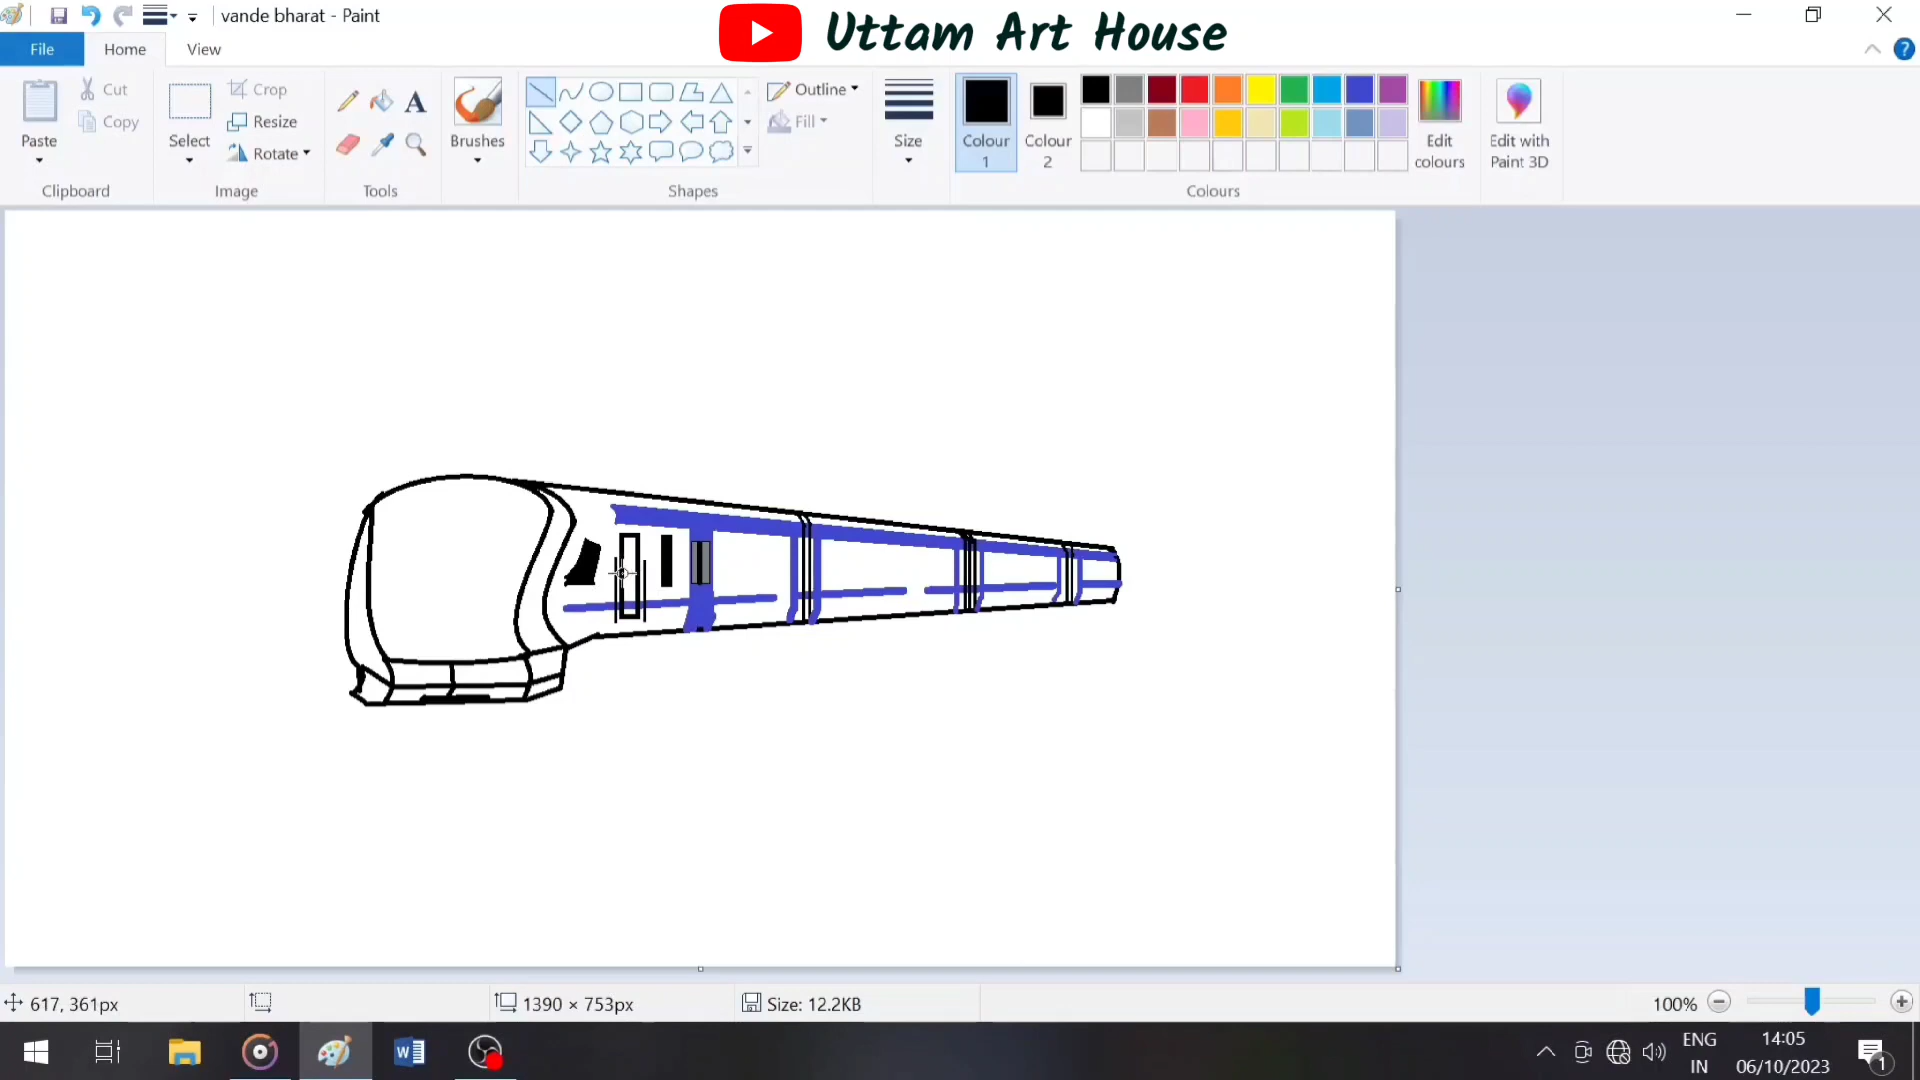 vande bharat - Paint
Uttam Art House
File
Home
View
Paste
Cut
Copy
Clipboard
Select
Crop
Resize
Rotate
Image
Tools
Brushes
Shapes
Outline
Fill
Size
Colour
1
Colour
2
Colours
Edit
colours
Edit with
Paint 3D
617, 361px
1390 × 753px
Size: 12.2KB
100%
ENG
IN
14:05
06/10/2023
1